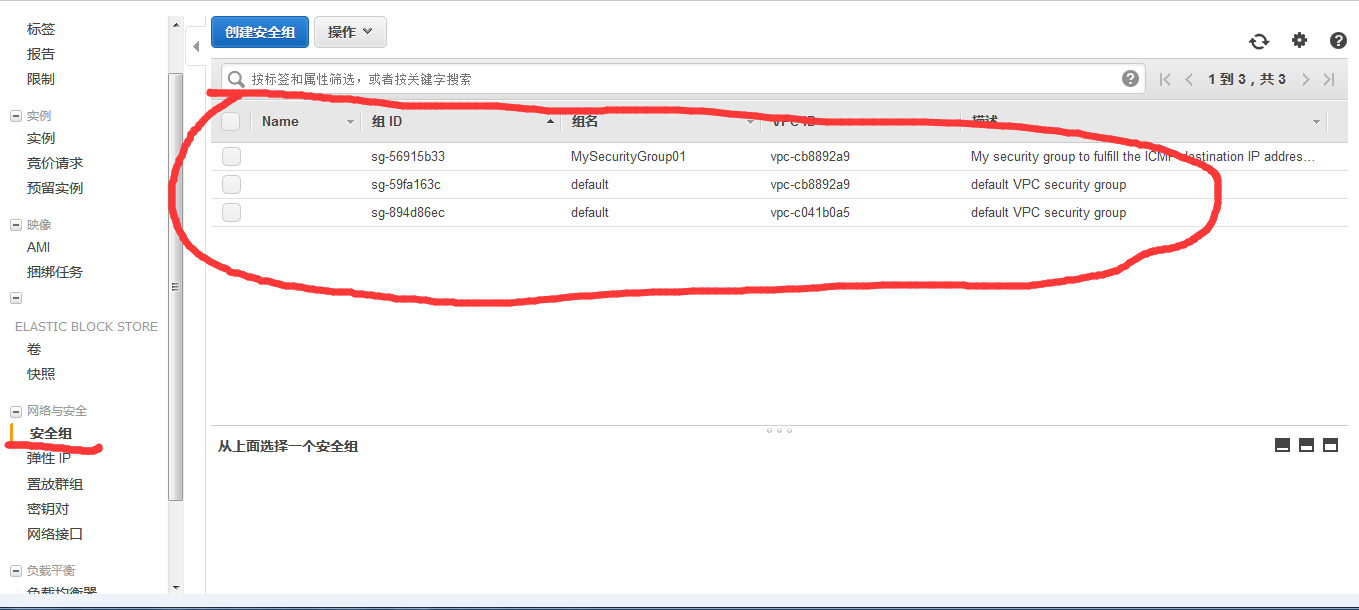 标签
报告
限制
实例
实例
竞价请求
预留实例
映像
AMI
捆绑任务
ELASTIC BLOCK STORE
卷
快照
网络与安全
安全组
弹性 IP
置放群组
密钥对
网络接口
负载平衡
负载均衡器
创建安全组 操作
按标签和属性筛选，或者按关键字搜索 1 到 3，共 3
Name 组 ID 组名 VPC ID 描述
sg-56915b33 MySecurityGroup01 vpc-cb8892a9 My security group to fulfill the ICMP destination IP addres…
sg-59fa163c default vpc-cb8892a9 default VPC security group
sg-894d86ec default vpc-c041b0a5 default VPC security group
从上面选择一个安全组